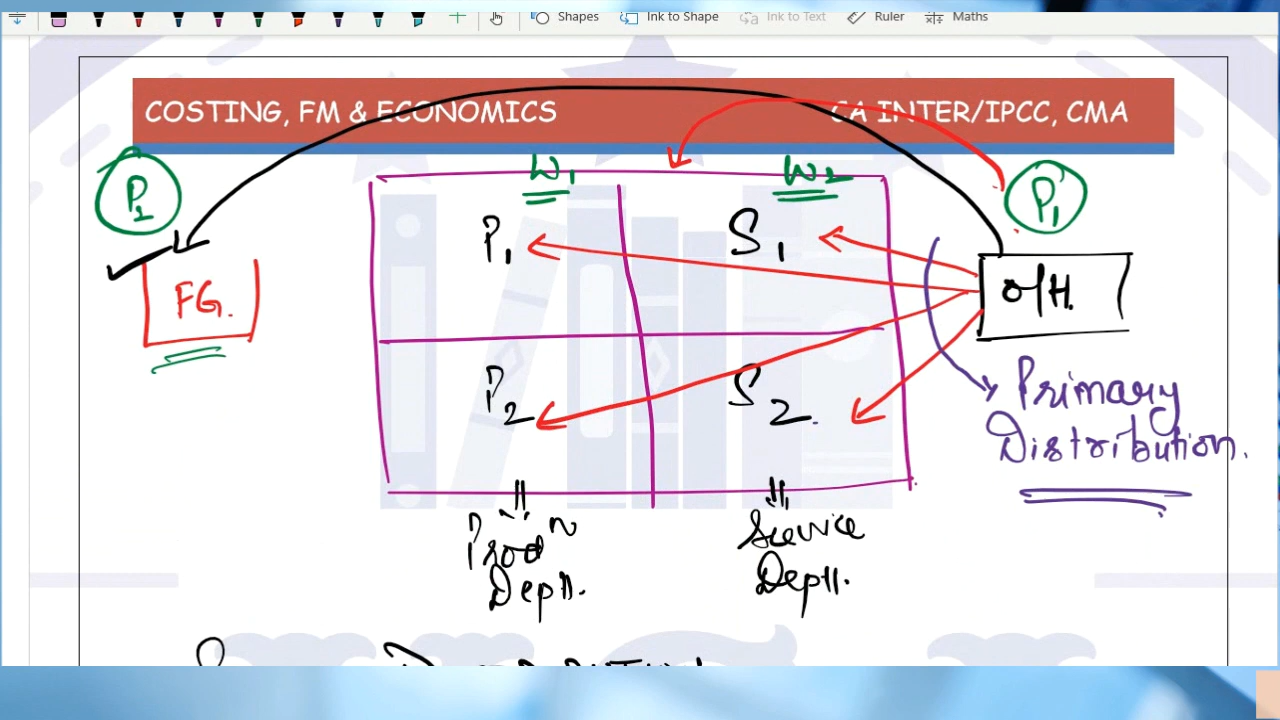 Shapes Ink to Shape Ink to Text Ruler Maths
COSTING, FM & ECONOMICS CA INTER/IPCC, CMA
W1 W2
P2 P1
P1 S1
FG. O/H.
P2 S2.
Primary
Distribution.
Prodn Service
Deptt. Deptt.